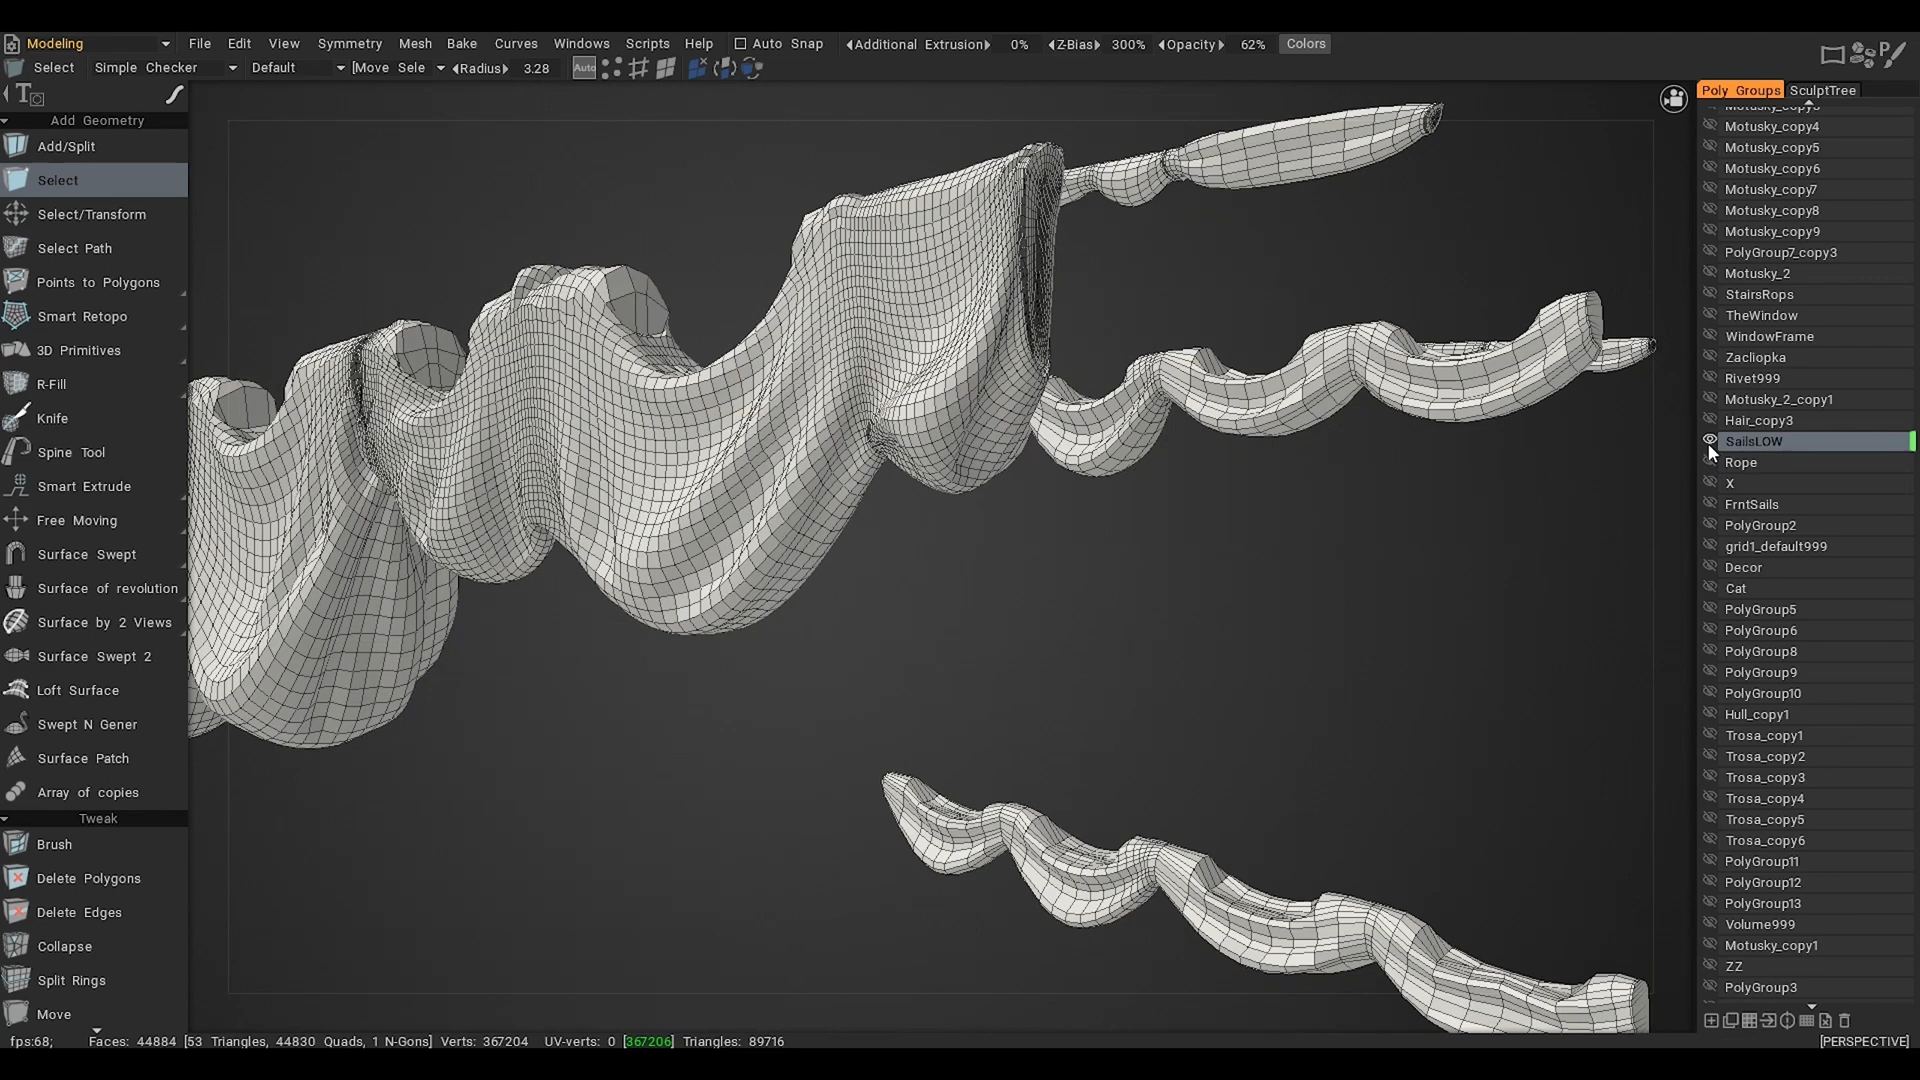 Modeling File Edit View Symmetry Mesh Bake Curves Windows Scripts Help Auto Snap Additional Extrusion 0% Z-Bias 300% Opacity 62% Colors
Select Simple Checker Default [Move Sele Radius 3.28 Auto
Add Geometry
Add/Split
Select
Select/Transform
Select Path
Points to Polygons
Smart Retopo
3D Primitives
R-Fill
Knife
Spine Tool
Smart Extrude
Free Moving
Surface Swept
Surface of revolution
Surface by 2 Views
Surface Swept 2
Loft Surface
Swept N Gener
Surface Patch
Array of copies
Tweak
Brush
Delete Polygons
Delete Edges
Collapse
Split Rings
Move
Poly Groups SculptTree
Motusky_copy4
Motusky_copy5
Motusky_copy6
Motusky_copy7
Motusky_copy8
Motusky_copy9
PolyGroup7_copy3
Motusky_2
StairsRops
TheWindow
WindowFrame
Zacliopka
Rivet999
Motusky_2_copy1
Hair_copy3
SailsLOW
Rope
X
FrntSails
PolyGroup2
grid1_default999
Decor
Cat
PolyGroup5
PolyGroup6
PolyGroup8
PolyGroup9
PolyGroup10
Hull_copy1
Trosa_copy1
Trosa_copy2
Trosa_copy3
Trosa_copy4
Trosa_copy5
Trosa_copy6
PolyGroup11
PolyGroup12
PolyGroup13
Volume999
Motusky_copy1
ZZ
PolyGroup3
fps:68; Faces: 44884 [53 Triangles, 44830 Quads, 1 N-Gons] Verts: 367204 UV-verts: 0 [367206] Triangles: 89716 [PERSPECTIVE]